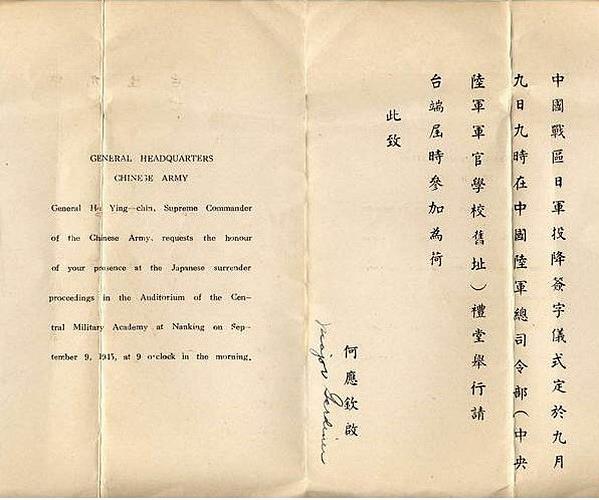 GENERAL HEADQUARTERS
CHINESE ARMY
General Ho Ying—chin, Supreme Commander
of the Chinese Army, requests the honour
of your presence at the Japanese surrender
proceedings in the Auditorium of the Cen-
tral Military Academy at Nanking on Sep-
tember 9, 1945, at 9 o'clock in the morning.
中國戰區日軍投降簽字儀式定於九月
九日九時在中國陸軍總司令部(中央
陸軍軍官學校舊址)禮堂舉行請
台端屆時參加為荷
此致
何應欽啟
Major Gardiner